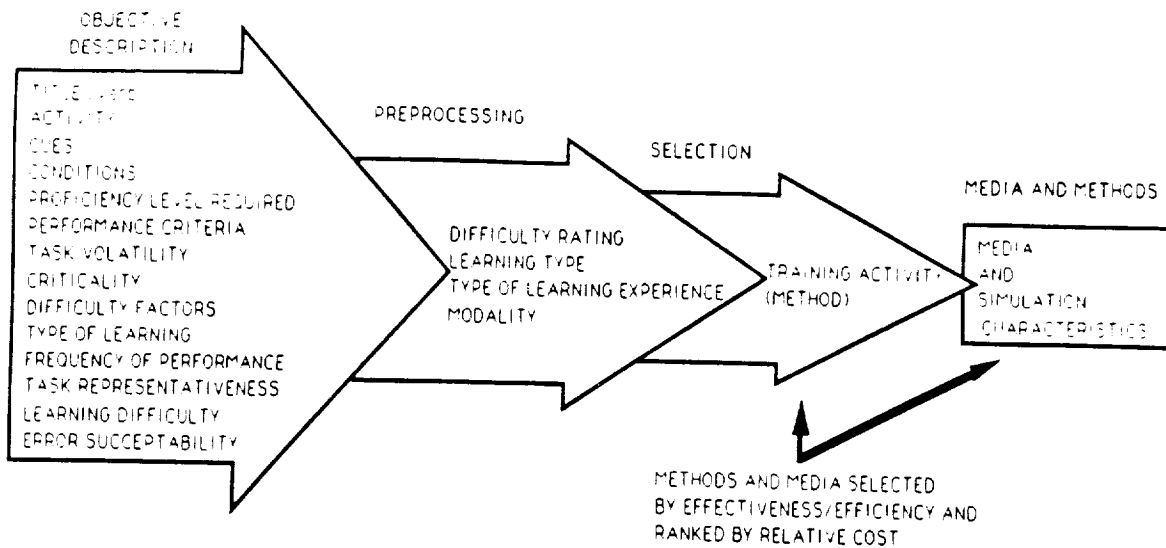 OBJECTIVE
DESCRIPTION
TITLE
ACTIVITY
CUES
CONDITIONS
PROFICIENCY LEVEL REQUIRED
PERFORMANCE CRITERIA
TASK VOLATILITY
CRITICALITY
DIFFICULTY FACTORS
TYPE OF LEARNING
FREQUENCY OF PERFORMANCE
TASK REPRESENTATIVENESS
LEARNING DIFFICULTY
ERROR SUCCEPTABILITY
PREPROCESSING
DIFFICULTY RATING
LEARNING TYPE
TYPE OF LEARNING EXPERIENCE
MODALITY
SELECTION
TRAINING ACTIVITY
(METHOD)
MEDIA AND METHODS
MEDIA
AND
SIMULATION
CHARACTERISTICS
METHODS AND MEDIA SELECTED
BY EFFECTIVENESS/EFFICIENCY AND
RANKED BY RELATIVE COST